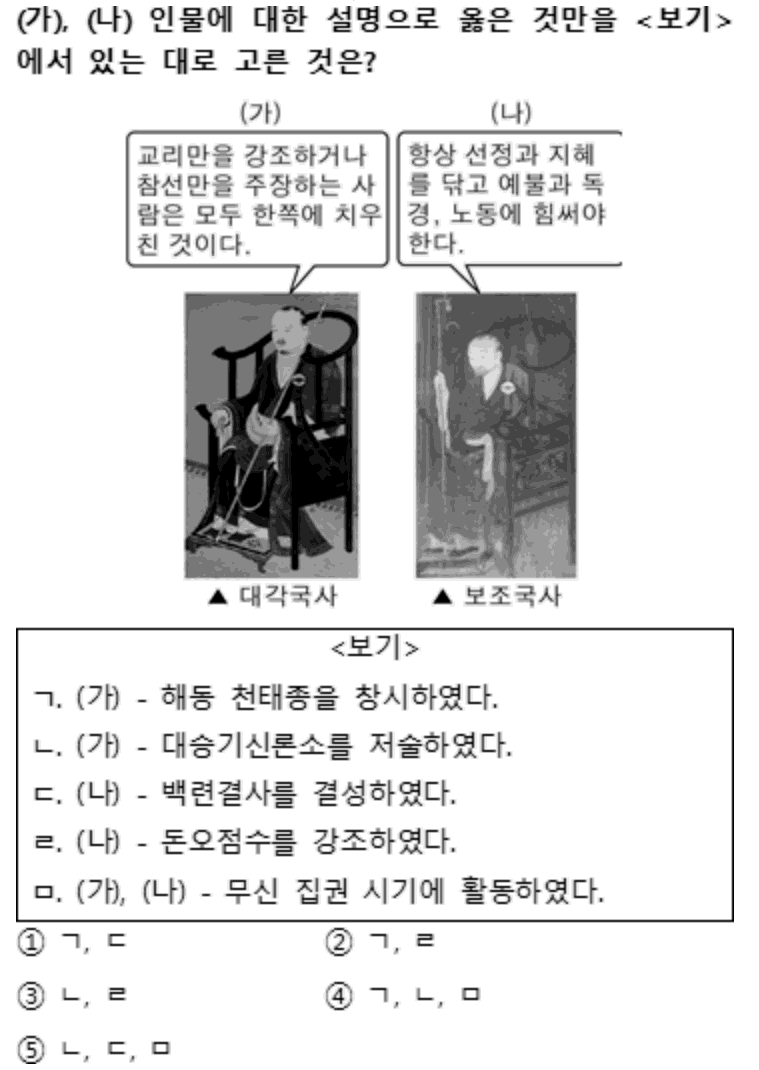 (가), (나) 인물에 대한 설명으로 옳은 것만을 <보기>
에서 있는 대로 고른 것은?
(가)
교리만을 강조하거나
참선만을 주장하는 사
람은 모두 한쪽에 치우
친 것이다.
(나)
항상 선정과 지혜
를 닦고 예불과 독
경, 노동에 힘써야
한다.
▲ 대각국사
▲ 보조국사
<보기>
ㄱ. (가) - 해동 천태종을 창시하였다.
ㄴ. (가) - 대승기신론소를 저술하였다.
ㄷ. (나) - 백련결사를 결성하였다.
ㄹ. (나) - 돈오점수를 강조하였다.
ㅁ. (가), (나) - 무신 집권 시기에 활동하였다.
① ㄱ, ㄷ
② ㄱ, ㄹ
③ ㄴ, ㄹ
④ ㄱ, ㄴ, ㅁ
⑤ ㄴ, ㄷ, ㅁ